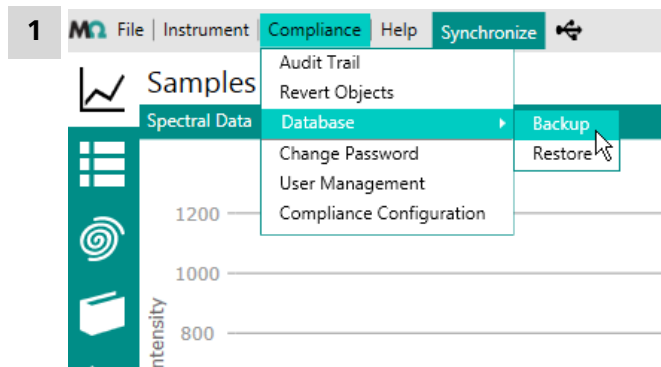 1
File | Instrument Compliance Help Synchronize
Audit Trail
Samples
Revert Objects
Spectral Data Database Backup
Change Password Restore
User Management
1200
Compliance Configuration
1000
800
ntensity